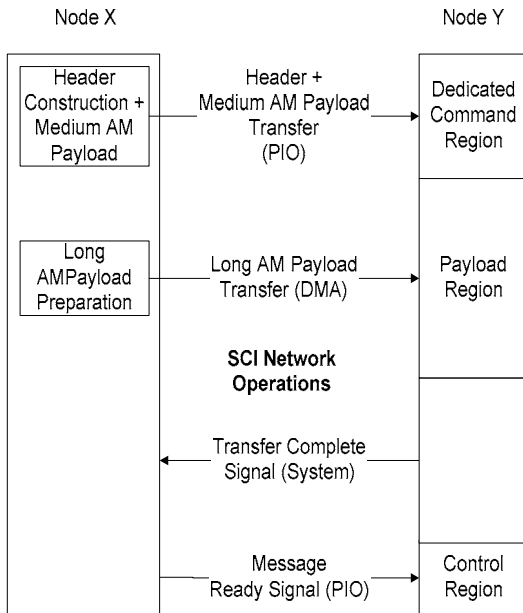 Node X
Node Y
Header
Construction +
Medium AM
Payload
Header +
Medium AM Payload
Transfer
(PIO)
Dedicated
Command
Region
Long
AMPayload
Preparation
Long AM Payload
Transfer (DMA)
Payload
Region
SCI Network
Operations
Transfer Complete
Signal (System)
Message
Ready Signal (PIO)
Control
Region